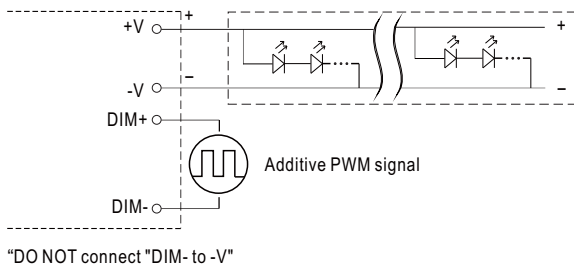 +V + +
-V − −
DIM+
Additive PWM signal
DIM-
“DO NOT connect "DIM- to -V"